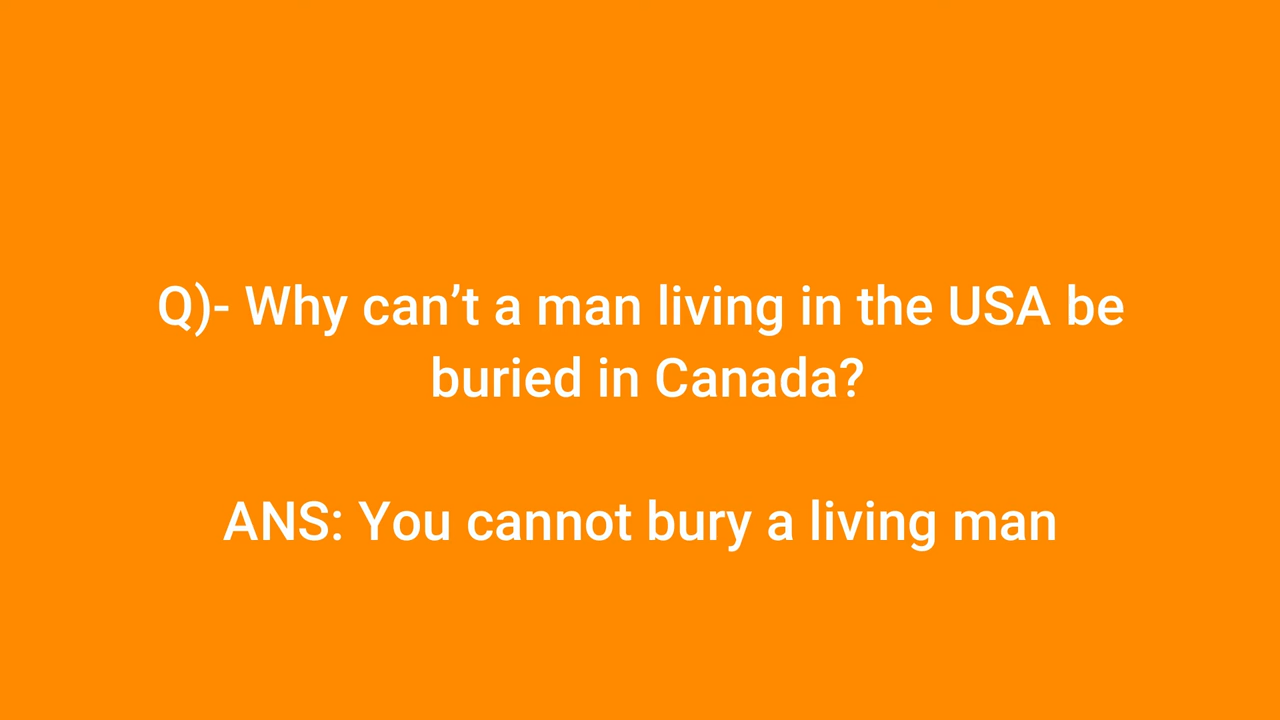 Q)- Why can’t a man living in the USA be
buried in Canada?
ANS: You cannot bury a living man